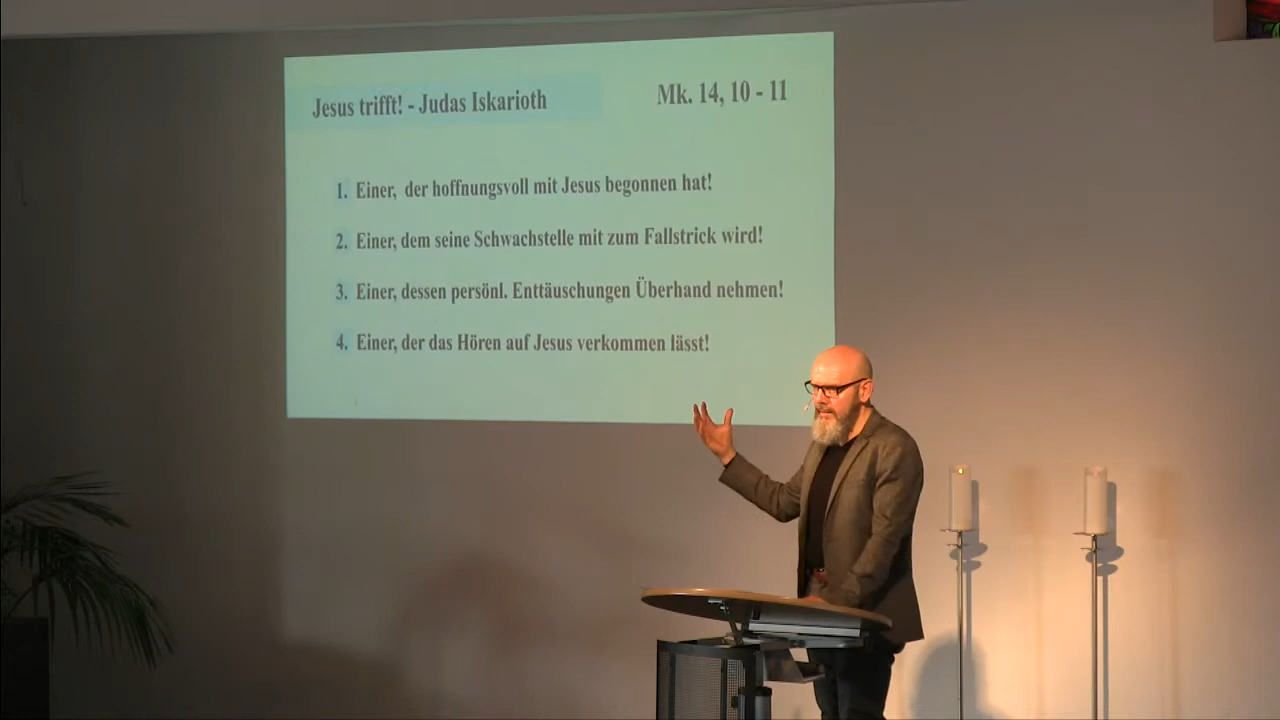 Jesus trifft! - Judas Iskarioth Mk. 14, 10 - 11
1. Einer, der hoffnungsvoll mit Jesus begonnen hat!
2. Einer, dem seine Schwachstelle mit zum Fallstrick wird!
3. Einer, dessen persönl. Enttäuschungen Überhand nehmen!
4. Einer, der das Hören auf Jesus verkommen lässt!